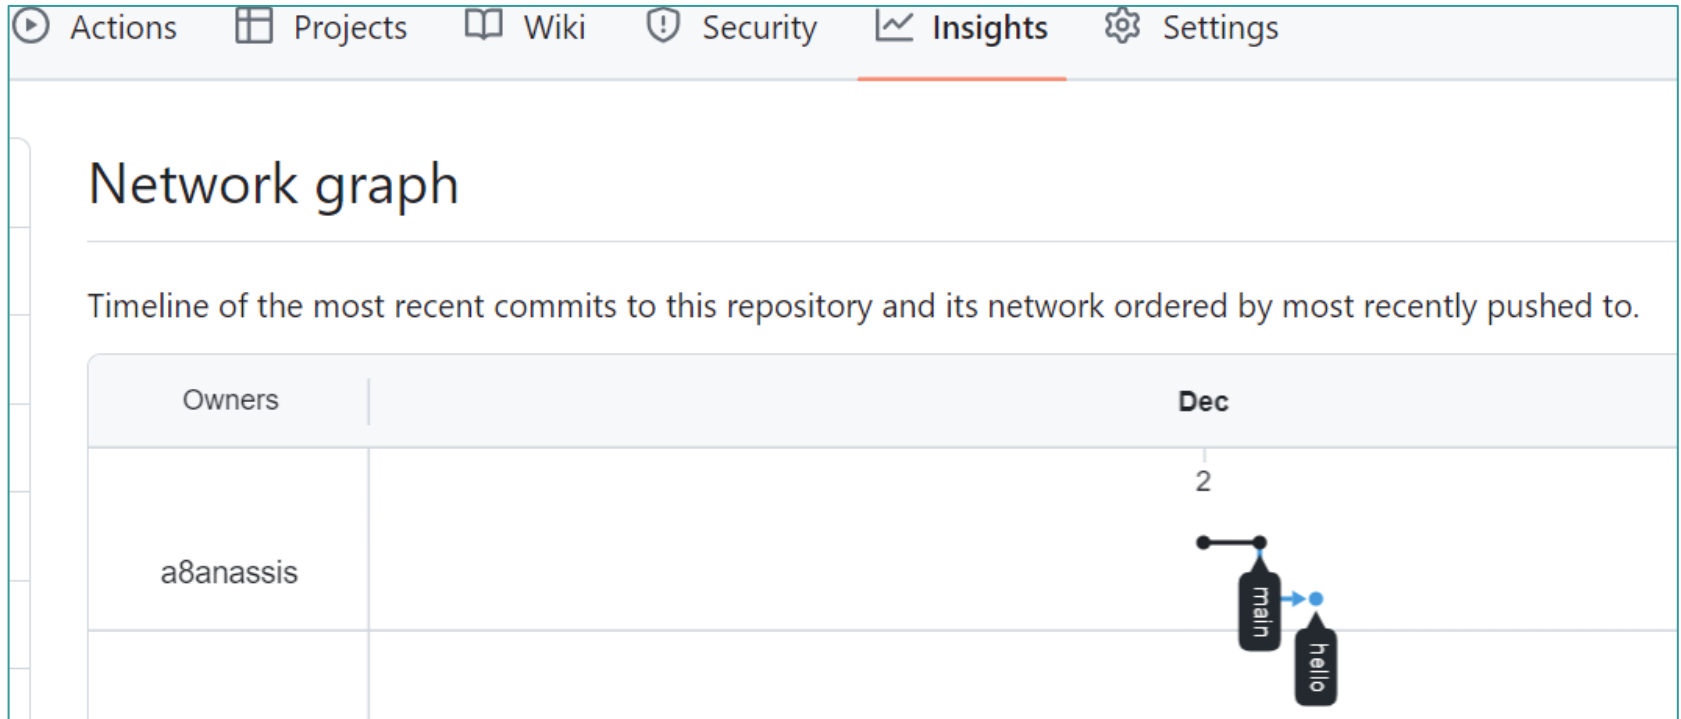 Actions Projects Wiki Security Insights Settings
Network graph
Timeline of the most recent commits to this repository and its network ordered by most recently pushed to.
Owners Dec
2
a8anassis
main
hello